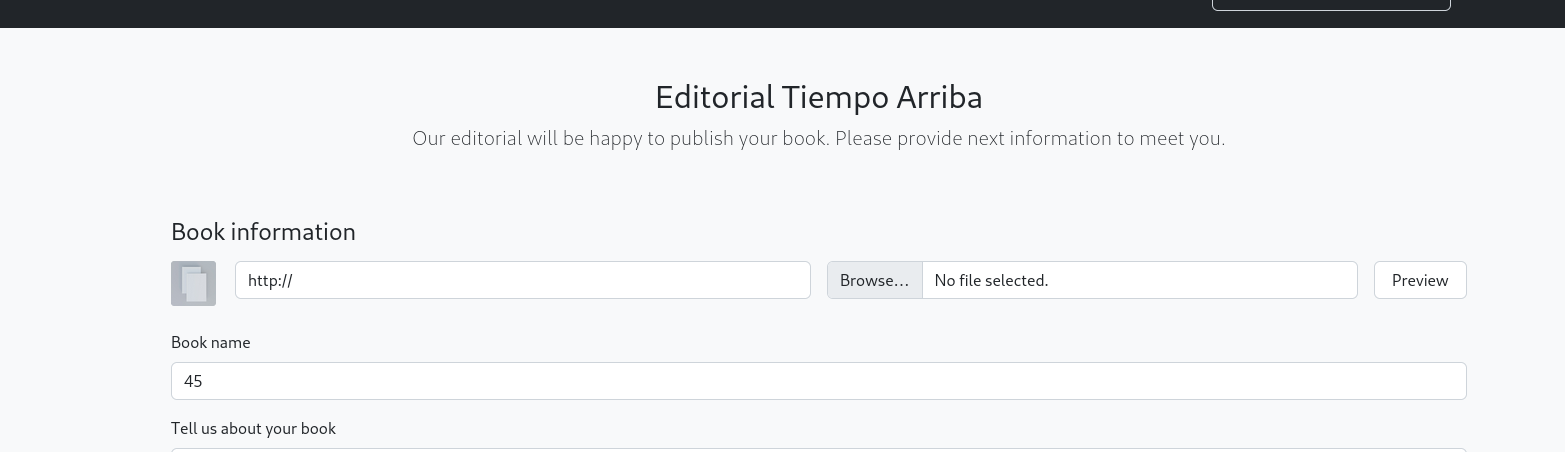 Editorial Tiempo Arriba
Our editorial will be happy to publish your book. Please provide next information to meet you.
Book information
http://
Browse...
No file selected.
Preview
Book name
45
Tell us about your book